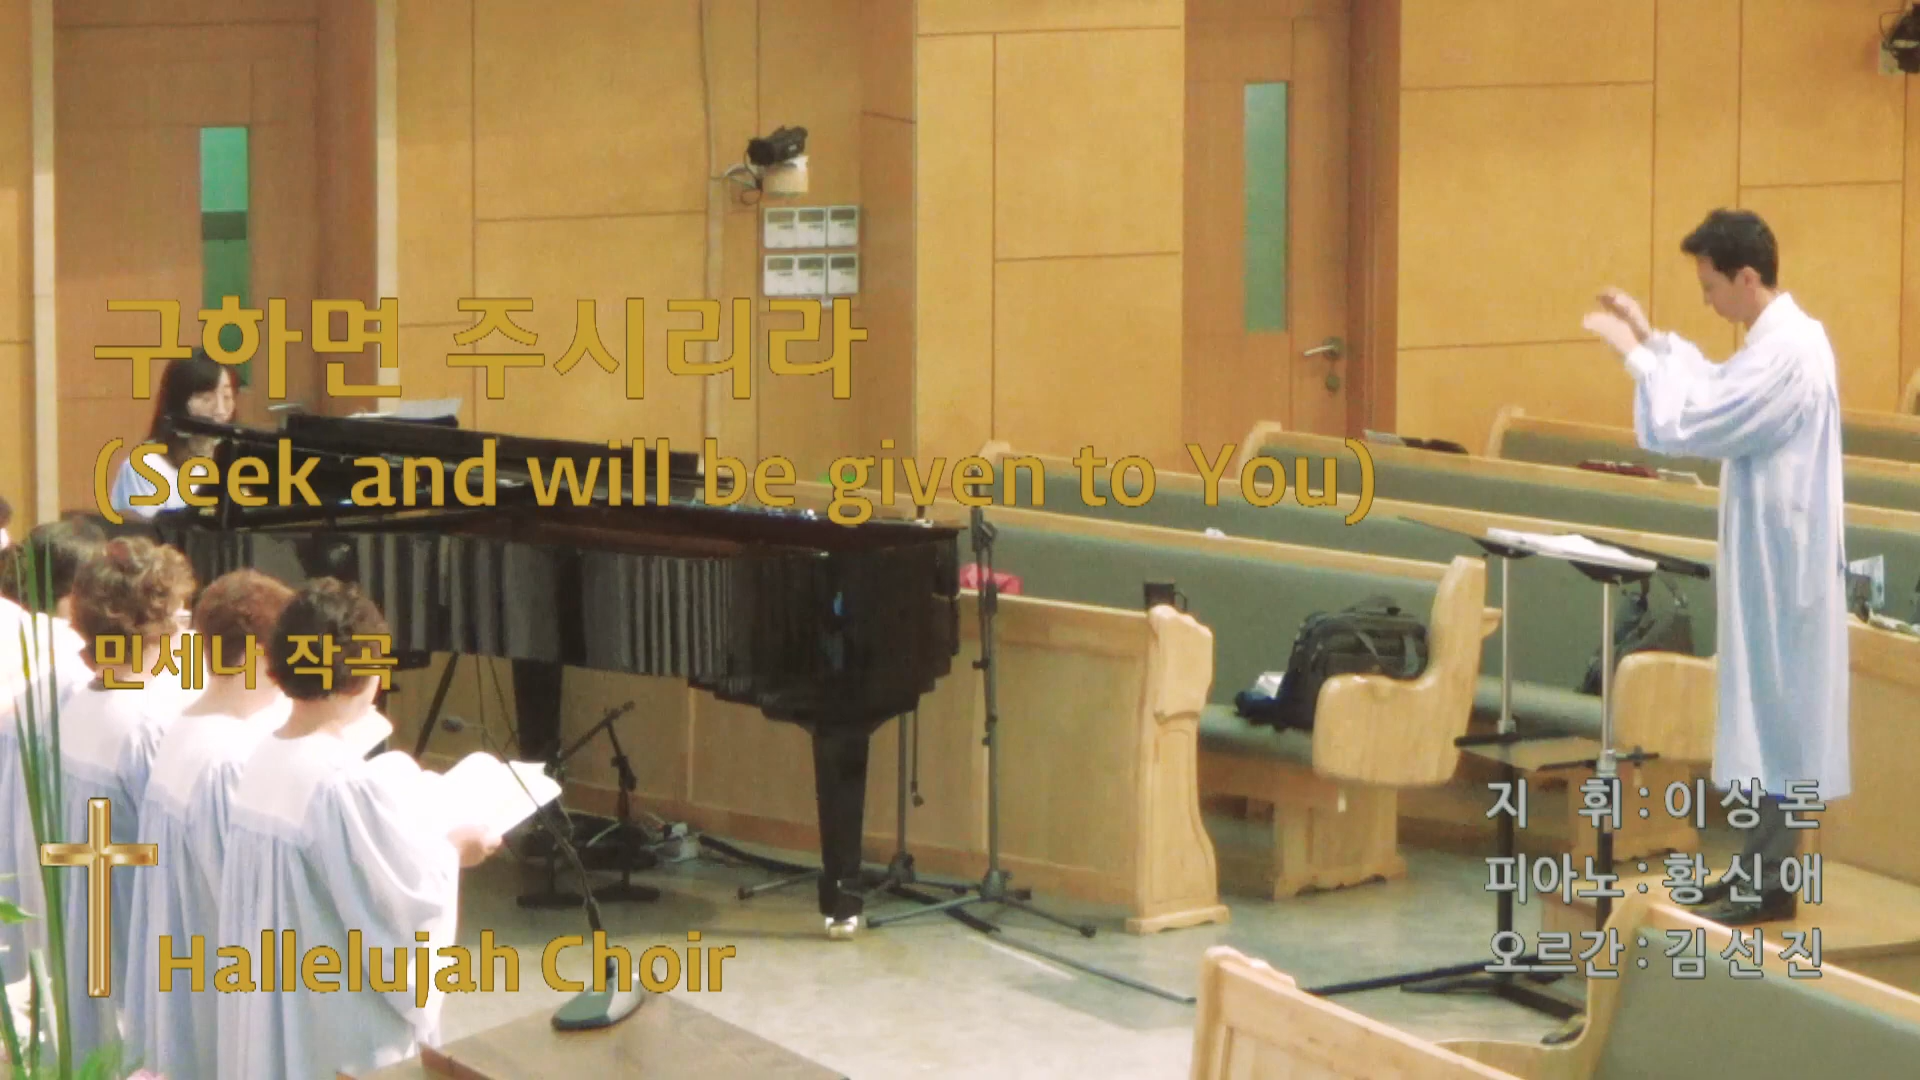 구하면 주시리라
(Seek and will be given to You)
민세나 작곡
Hallelujah Choir
지 휘 : 이 상 돈
피아노 : 황 신 애
오르간 : 김 선 진